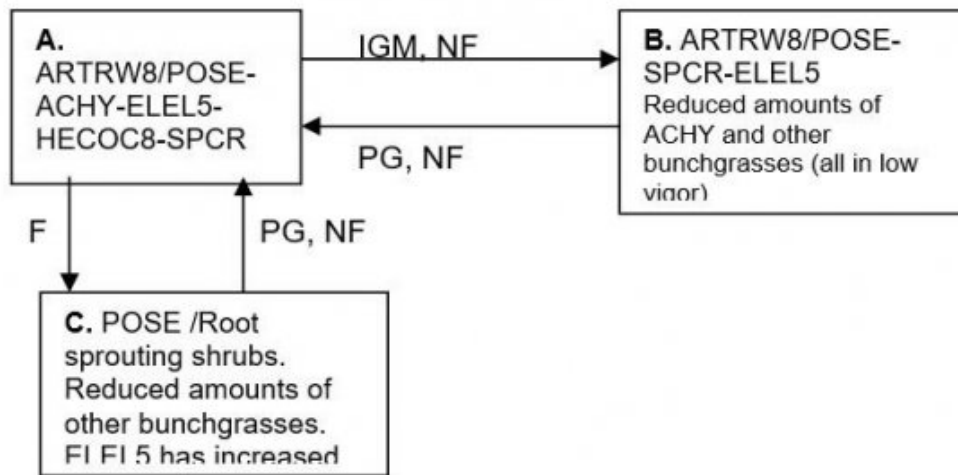 A.
ARTRW8/POSE-
ACHY-ELEL5-
HECOC8-SPCR
IGM, NF
PG, NF
B. ARTRW8/POSE-
SPCR-ELEL5
Reduced amounts of
ACHY and other
bunchgrasses (all in low
vigor)
F
PG, NF
C. POSE /Root
sprouting shrubs.
Reduced amounts of
other bunchgrasses.
ELEL5 has increased